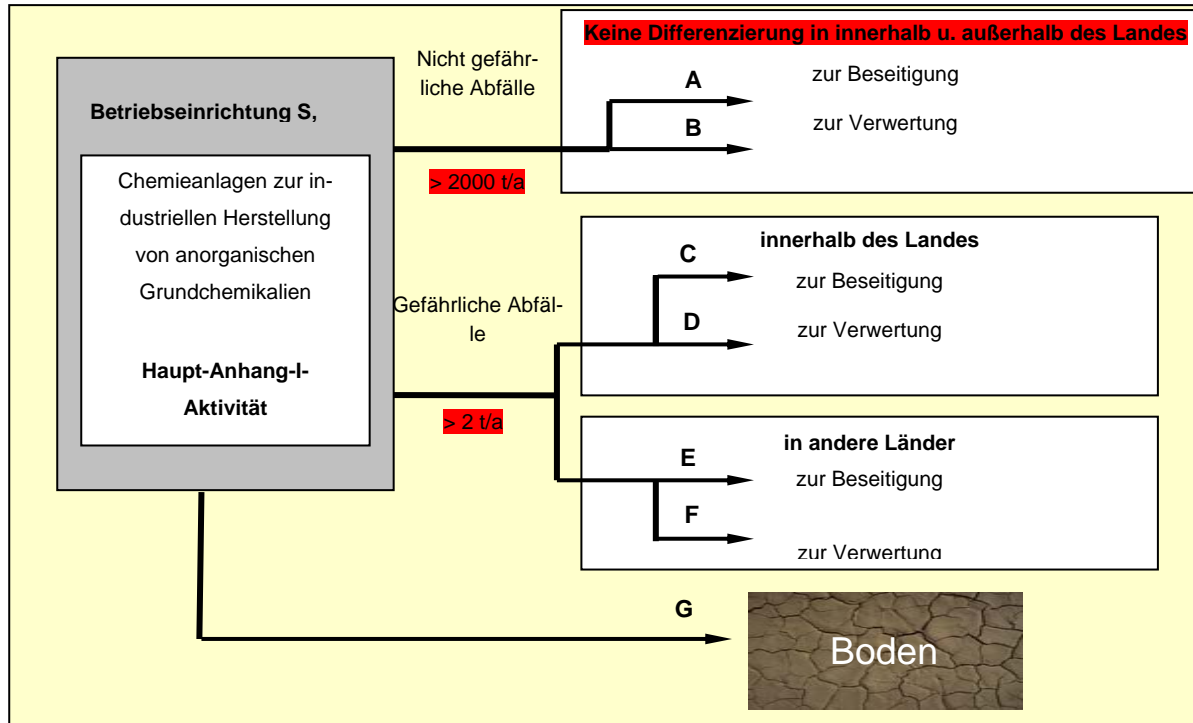 Keine Differenzierung in innerhalb u. außerhalb des Landes
Nicht gefähr-
liche Abfälle
A
zur Beseitigung
B
zur Verwertung
> 2000 t/a
Betriebseinrichtung S,
Chemieanlagen zur in-
dustriellen Herstellung
von anorganischen
Grundchemikalien
Haupt-Anhang-I-
Aktivität
innerhalb des Landes
C
zur Beseitigung
D
zur Verwertung
Gefährliche Abfäl-
le
> 2 t/a
in andere Länder
E
zur Beseitigung
F
zur Verwertung
G
Boden